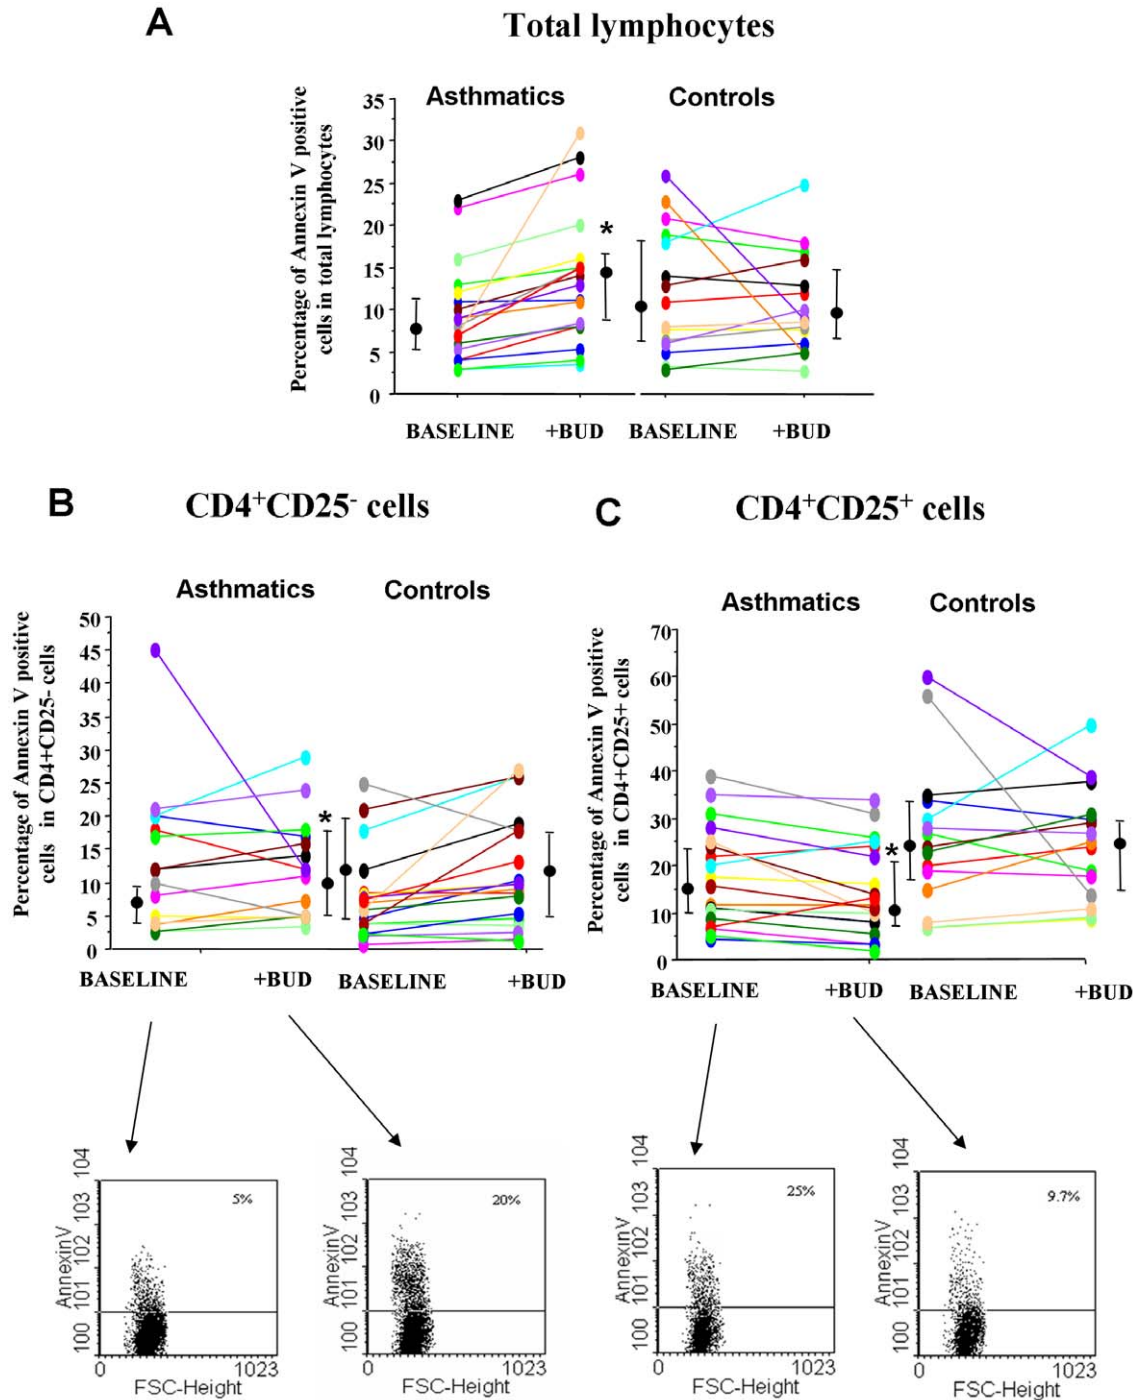 A
Total lymphocytes
Asthmatics
Controls
Percentage of Annexin V positive
cells in total lymphocytes
35
30
25
20
15
10
5
0
*
BASELINE
+BUD
BASELINE
+BUD
B
CD4⁺CD25⁻ cells
Asthmatics
Controls
Percentage of Annexin V positive
cells in CD4+CD25- cells
50
45
40
35
30
25
20
15
10
5
0
*
BASELINE
+BUD
BASELINE
+BUD
C
CD4⁺CD25⁺ cells
Asthmatics
Controls
Percentage of Annexin V positive
cells in CD4+CD25+ cells
70
60
50
40
30
20
10
0
*
BASELINE
+BUD
BASELINE
+BUD
AnnexinV
104
103
102
101
100
5%
0
1023
FSC-Height
AnnexinV
104
103
102
101
100
20%
0
1023
FSC-Height
AnnexinV
104
103
102
101
100
25%
0
1023
FSC-Height
AnnexinV
104
103
102
101
100
9.7%
0
1023
FSC-Height